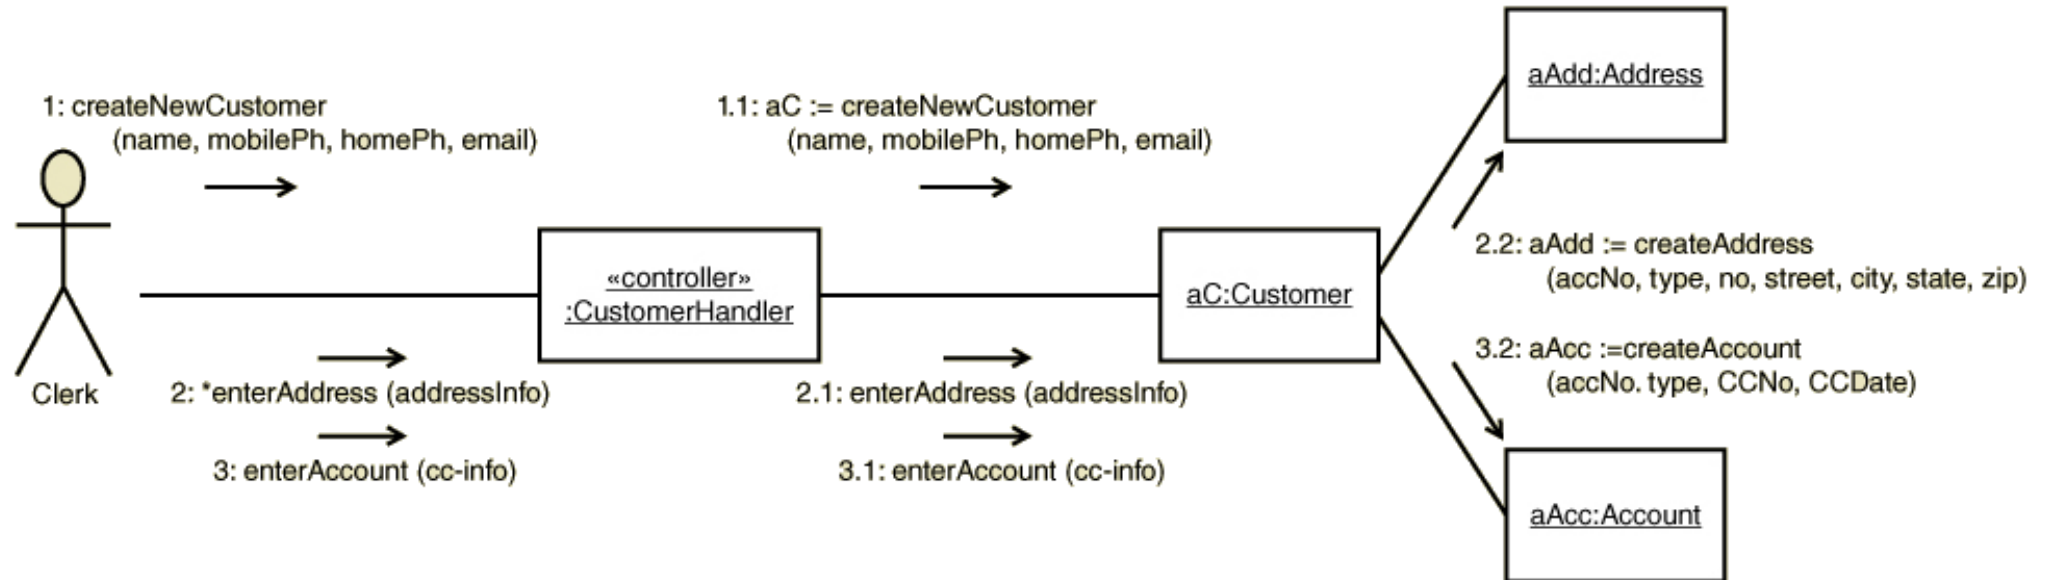 aAdd:Address
1: createNewCustomer
(name, mobilePh, homePh, email)
1.1: aC := createNewCustomer
(name, mobilePh, homePh, email)
«controller»
:CustomerHandler
aC:Customer
2.2: aAdd := createAddress
(accNo, type, no, street, city, state, zip)
3.2: aAcc :=createAccount
(accNo. type, CCNo, CCDate)
Clerk
2: *enterAddress (addressInfo)
2.1: enterAddress (addressInfo)
3: enterAccount (cc-info)
3.1: enterAccount (cc-info)
aAcc:Account